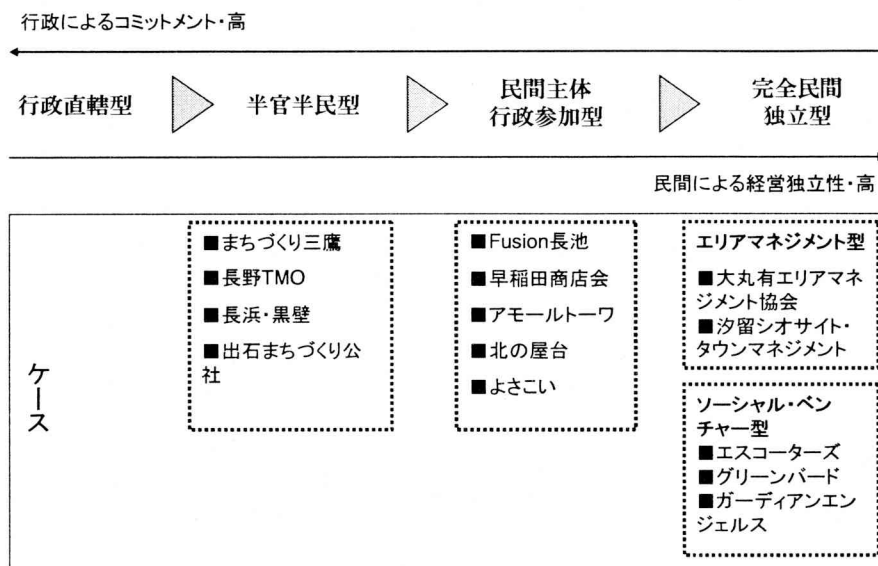 行政によるコミットメント・高
行政直轄型
半官半民型
民間主体
行政参加型
完全民間
独立型
民間による経営独立性・高
ケース
■まちづくり三鷹
■長野TMO
■長浜・黒壁
■出石まちづくり公
社
■Fusion長池
■早稲田商店会
■アモールトーワ
■北の屋台
■よさこい
エリアマネジメント型
■大丸有エリアマネ
ジメント協会
■汐留シオサイト・
タウンマネジメント
ソーシャル・ベン
チャー型
■エスコーターズ
■グリーンバード
■ガーディアンエン
ジェルス